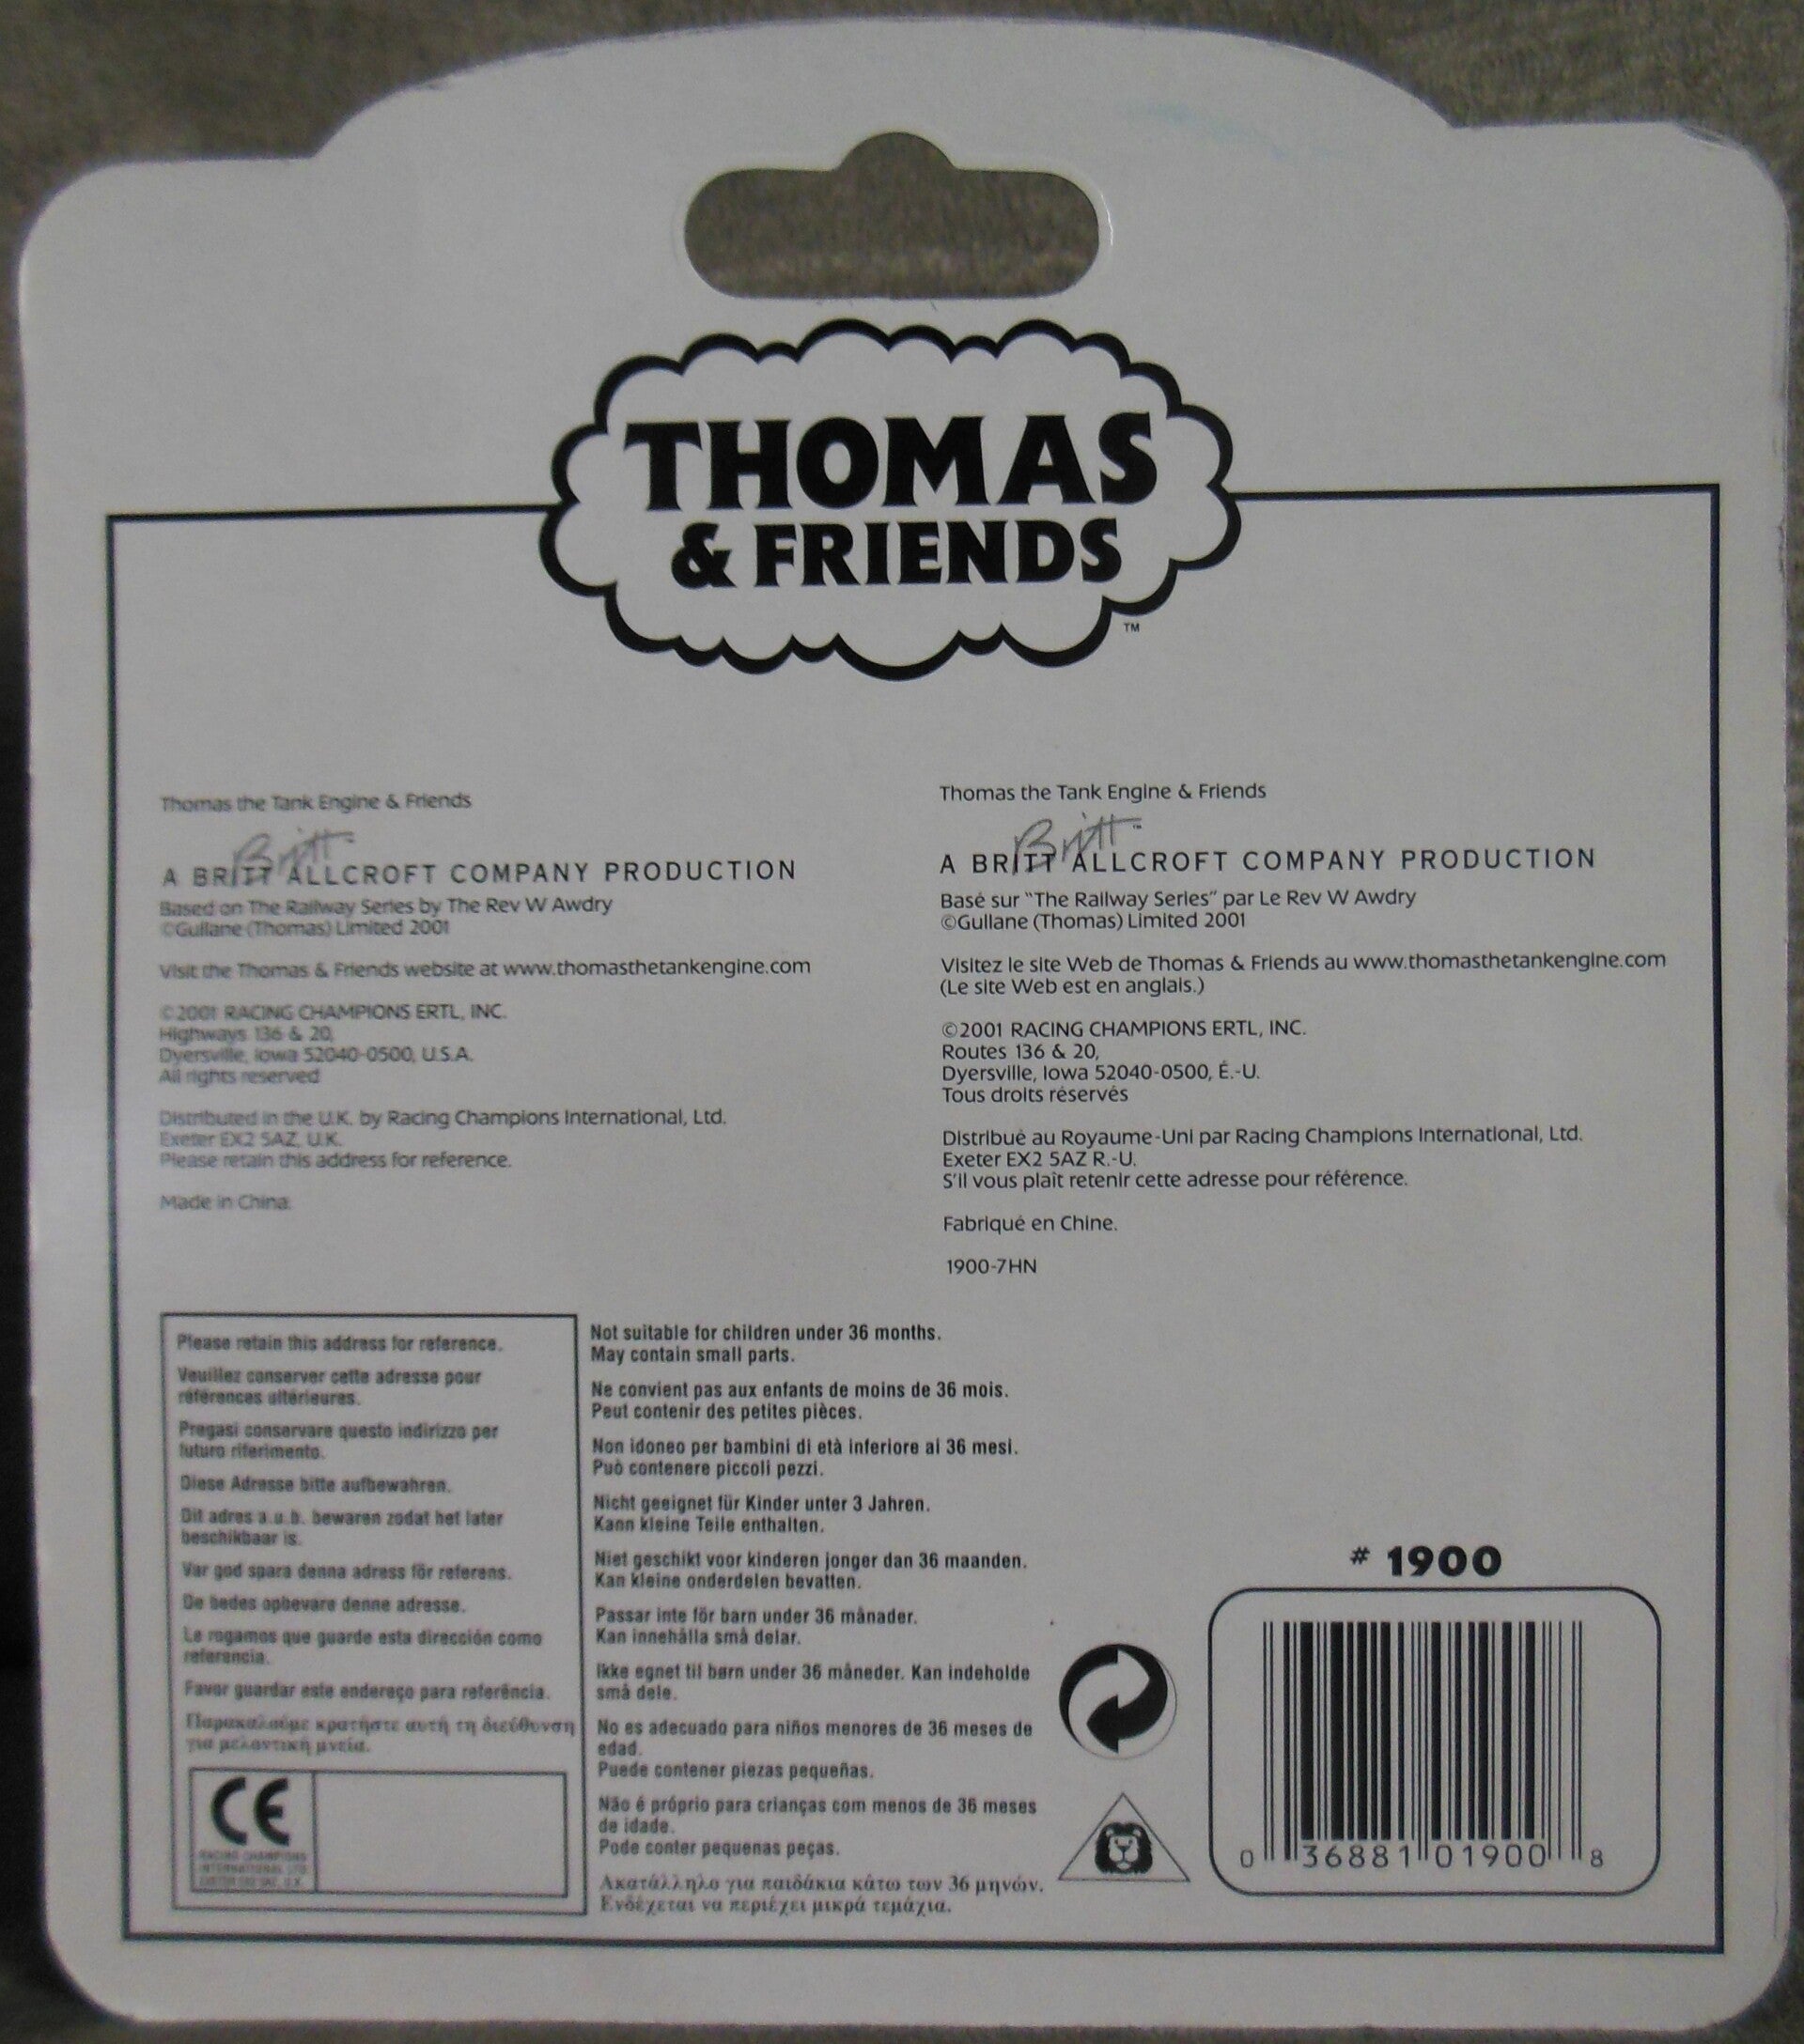 THOMAS
& FRIENDS
TM
Thomas the Tank Engine & Friends
Britt
A BRITT ALLCROFT COMPANY PRODUCTION
Based on The Railway Series by The Rev W Awdry
©Gullane (Thomas) Limited 2001
Visit the Thomas & Friends website at www.thomasthetankengine.com
©2001 RACING CHAMPIONS ERTL, INC.
Highways 136 & 20,
Dyersville, Iowa 52040-0500, U.S.A.
All rights reserved
Distributed in the U.K. by Racing Champions International, Ltd.
Exeter EX2 5AZ, U.K.
Please retain this address for reference.
Made in China.
Thomas the Tank Engine & Friends
Britt™
A BRITT ALLCROFT COMPANY PRODUCTION
Basé sur "The Railway Series" par Le Rev W Awdry
©Gullane (Thomas) Limited 2001
Visitez le site Web de Thomas & Friends au www.thomasthetankengine.com
(Le site Web est en anglais.)
©2001 RACING CHAMPIONS ERTL, INC.
Routes 136 & 20,
Dyersville, Iowa 52040-0500, É.-U.
Tous droits réservés
Distribué au Royaume-Uni par Racing Champions International, Ltd.
Exeter EX2 5AZ R.-U.
S'il vous plaît retenir cette adresse pour référence.
Fabriqué en Chine.
1900-7HN
Please retain this address for reference.
Veuillez conserver cette adresse pour
références ultérieures.
Pregasi conservare questo indirizzo per
futuro riferimento.
Diese Adresse bitte aufbewahren.
Dit adres a.u.b. bewaren zodat het later
beschikbaar is.
Var god spara denna adress för referens.
De bedes opbevare denne adresse.
Le rogamos que guarde esta dirección como
referencia.
Favor guardar este endereço para referência.
Παρακαλούμε κρατήστε αυτή τη διεύθυνση
για μελοντική μνεία.
CE
RACING CHAMPIONS
INTERNATIONAL LTD
EXETER EX2 5AZ, U.K.
Not suitable for children under 36 months.
May contain small parts.
Ne convient pas aux enfants de moins de 36 mois.
Peut contenir des petites pièces.
Non idoneo per bambini di età inferiore ai 36 mesi.
Può contenere piccoli pezzi.
Nicht geeignet für Kinder unter 3 Jahren.
Kann kleine Teile enthalten.
Niet geschikt voor kinderen jonger dan 36 maanden.
Kan kleine onderdelen bevatten.
Passar inte för barn under 36 månader.
Kan innehålla små delar.
Ikke egnet til børn under 36 måneder. Kan indeholde
små dele.
No es adecuado para niños menores de 36 meses de
edad.
Puede contener piezas pequeñas.
Não é próprio para crianças com menos de 36 meses
de idade.
Pode conter pequenas peças.
Ακατάλληλο για παιδάκια κάτω των 36 μηνών.
Ενδέχεται να περιέχει μικρά τεμάχια.
# 1900
0 36881 01900 8